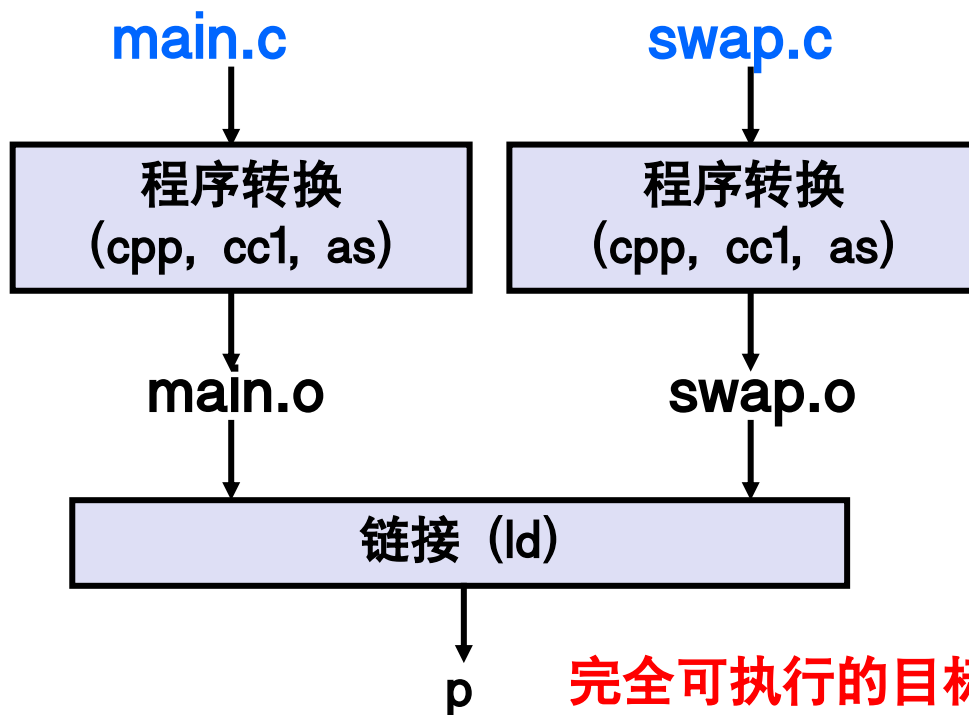 main.c swap.c
程序转换 程序转换
(cpp, cc1, as) (cpp, cc1, as)
main.o swap.o
链接 (ld)
p 完全可执行的目